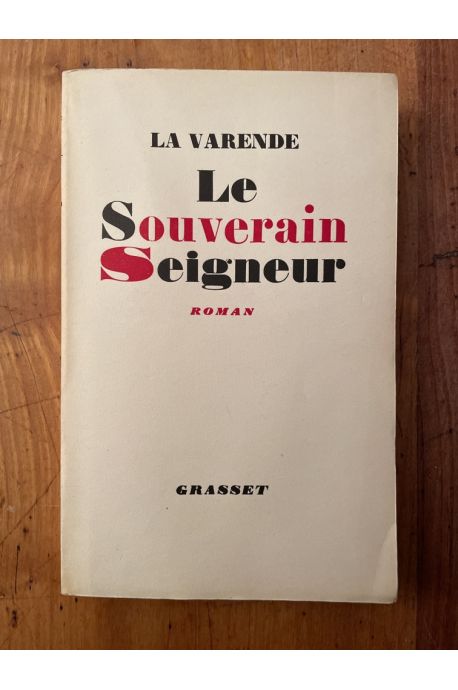 LA VARENDE
Le
Souverain
Seigneur
ROMAN
GRASSET